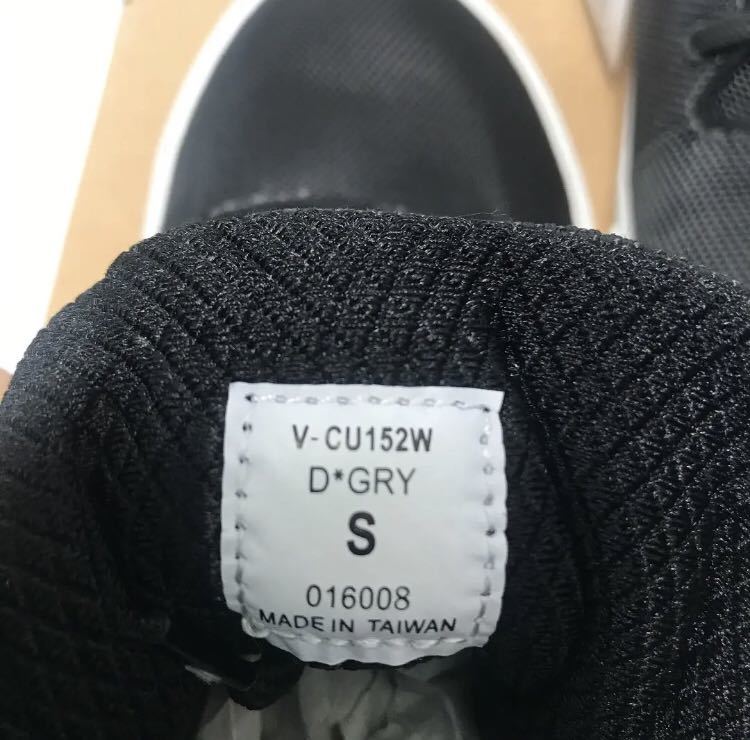 V-CU152W
D*GRY
S
016008
MADE IN TAIWAN